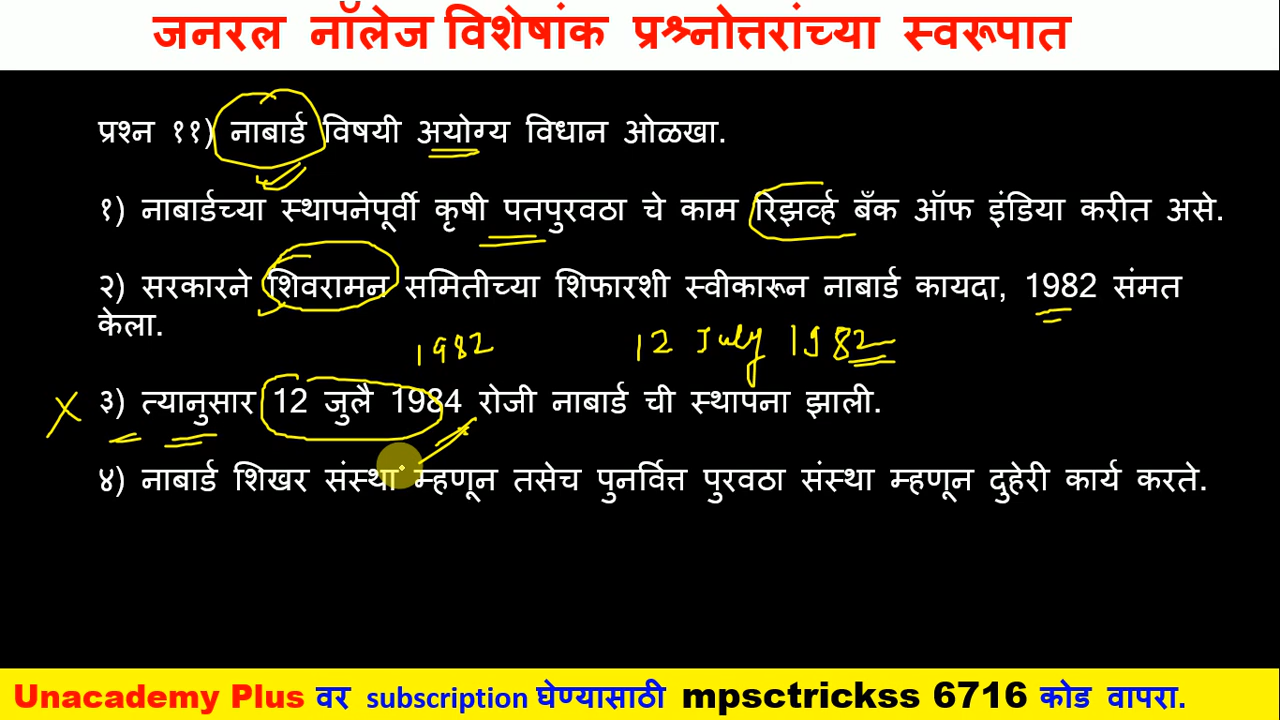 जनरल नॉलेज विशेषांक प्रश्नोत्तरांच्या स्वरूपात
प्रश्न ११) नाबार्ड विषयी अयोग्य विधान ओळखा.
१) नाबार्डच्या स्थापनेपूर्वी कृषी पतपुरवठा चे काम रिझर्व्ह बँक ऑफ इंडिया करीत असे.
२) सरकारने शिवरामन समितीच्या शिफारशी स्वीकारून नाबार्ड कायदा, 1982 संमत
केला.
1982 12 July 1982
३) त्यानुसार 12 जुलै 1984 रोजी नाबार्ड ची स्थापना झाली.
४) नाबार्ड शिखर संस्था म्हणून तसेच पुनर्वित्त पुरवठा संस्था म्हणून दुहेरी कार्य करते.
Unacademy Plus वर subscription घेण्यासाठी mpsctrickss 6716 कोड वापरा.